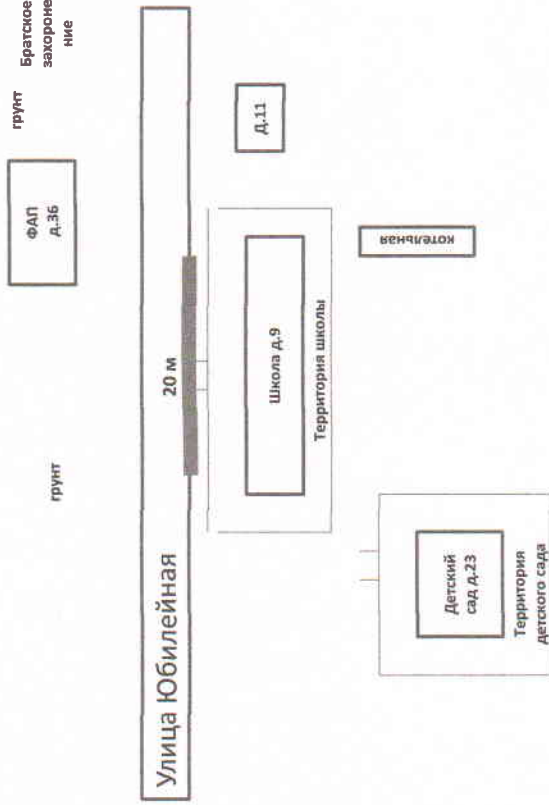 грунт
Братское
захороне
ние
ФАП
д.36
грунт
20 м
Улица Юбилейная
д.11
Школа д.9
Территория школы
котельная
Детский
сад д.23
Территория
детского сада